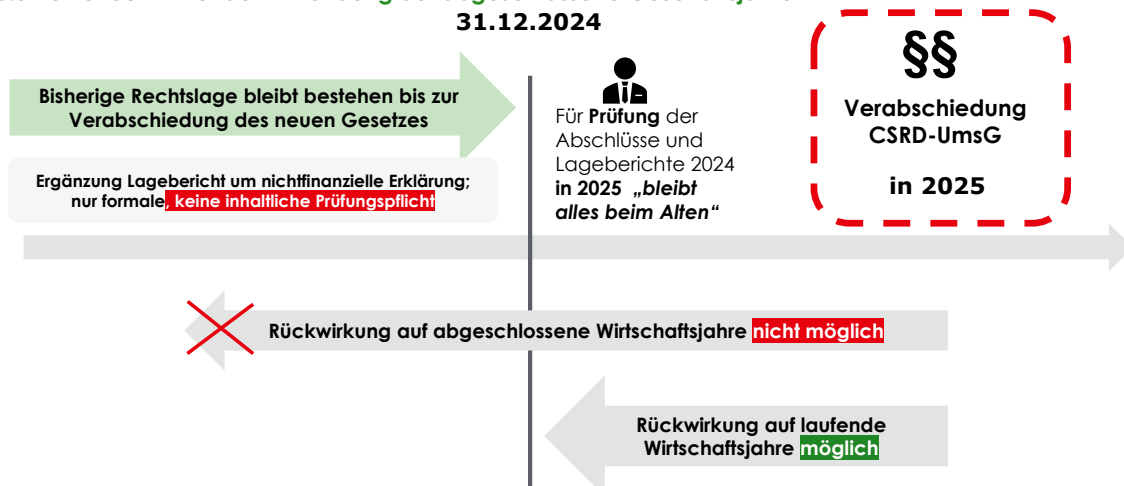 31.12.2024
Bisherige Rechtslage bleibt bestehen bis zur
Verabschiedung des neuen Gesetzes
Ergänzung Lagebericht um nichtfinanzielle Erklärung;
nur formale, keine inhaltliche Prüfungspflicht
Für Prüfung der
Abschlüsse und
Lageberichte 2024
in 2025 „bleibt
alles beim Alten“
§§
Verabschiedung
CSRD-UmsG
in 2025
Rückwirkung auf abgeschlossene Wirtschaftsjahre nicht möglich
Rückwirkung auf laufende
Wirtschaftsjahre möglich